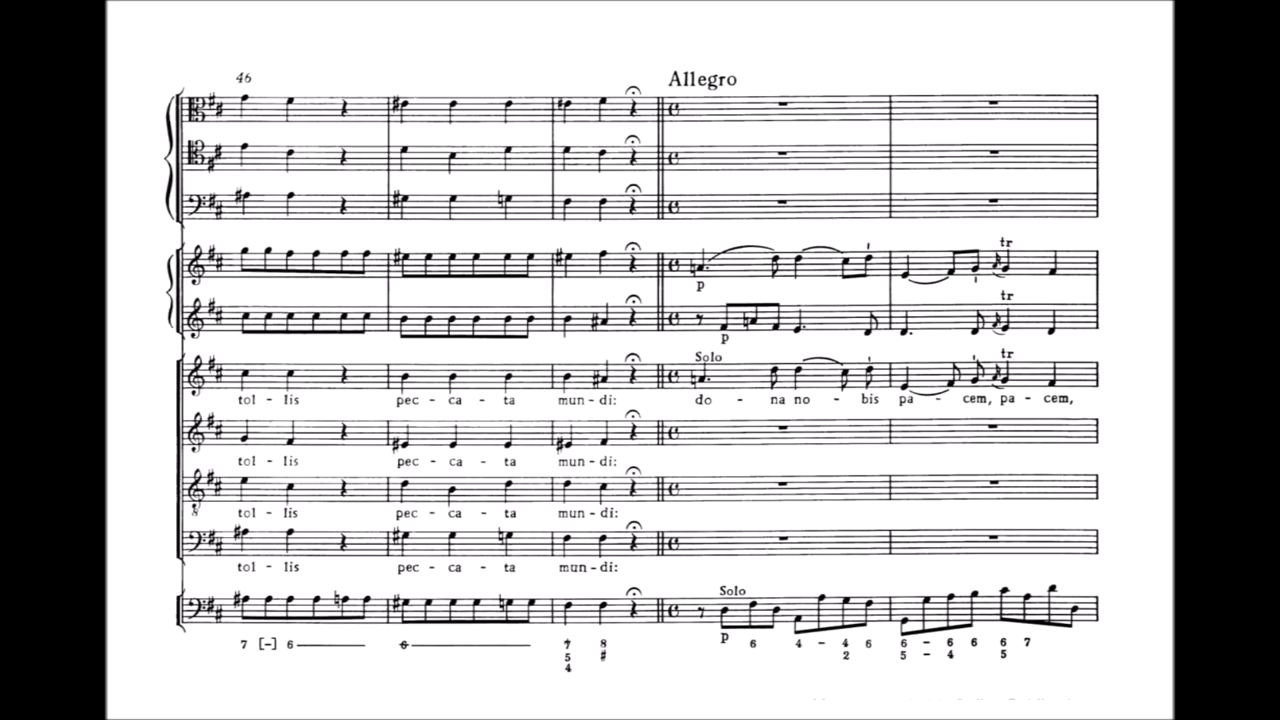 46
Allegro
tr
p
tr
p
Solo
tr
tol - lis pec - ca - ta mun - di: do - na no - bis pa - cem, pa - cem,
tol - lis pec - ca - ta mun - di:
8
tol - lis pec - ca - ta mun - di:
tol - lis pec - ca - ta mun - di:
Solo
p
7 [–] 6 6 7 8 6 4 – 4 6 6 – 6 6 6 7
5 # 2 5 – 4 5
4